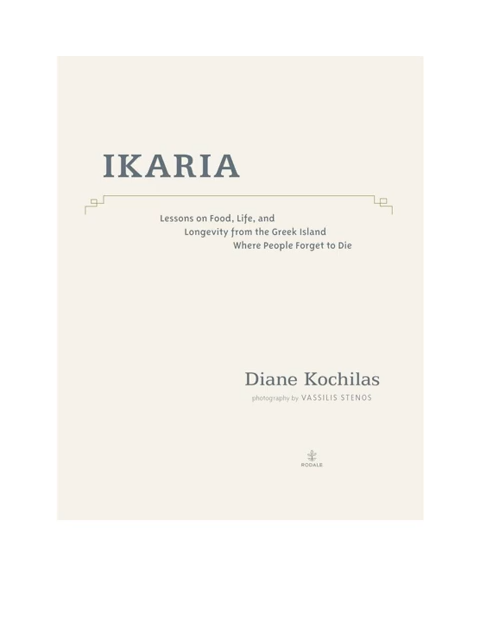 IKARIA
Lessons on Food, Life, and
Longevity from the Greek Island
Where People Forget to Die
Diane Kochilas
photography by VASSILIS STENOS
RODALE